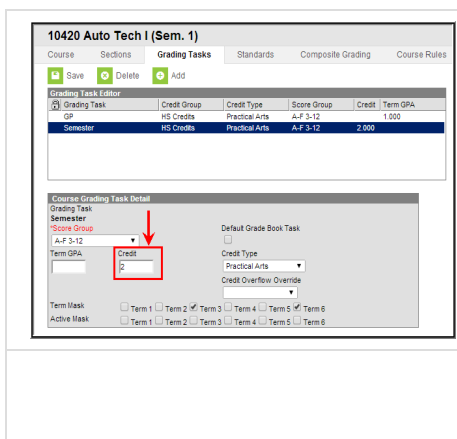 10420 Auto Tech I (Sem. 1)
Course Sections Grading Tasks Standards Composite Grading Course Rules
Save Delete Add
Grading Task Editor
Grading Task Credit Group Credit Type Score Group Credit Term GPA
GP HS Credits Practical Arts A-F 3-12 1.000
Semester HS Credits Practical Arts A-F 3-12 2.000
Course Grading Task Detail
Grading Task
Semester
*Score Group Default Grade Book Task
A-F 3-12
Term GPA Credit Credit Type
2 Practical Arts
Credit Overflow Override
Term Mask Term 1 Term 2 Term 3 Term 4 Term 5 Term 6
Active Mask Term 1 Term 2 Term 3 Term 4 Term 5 Term 6